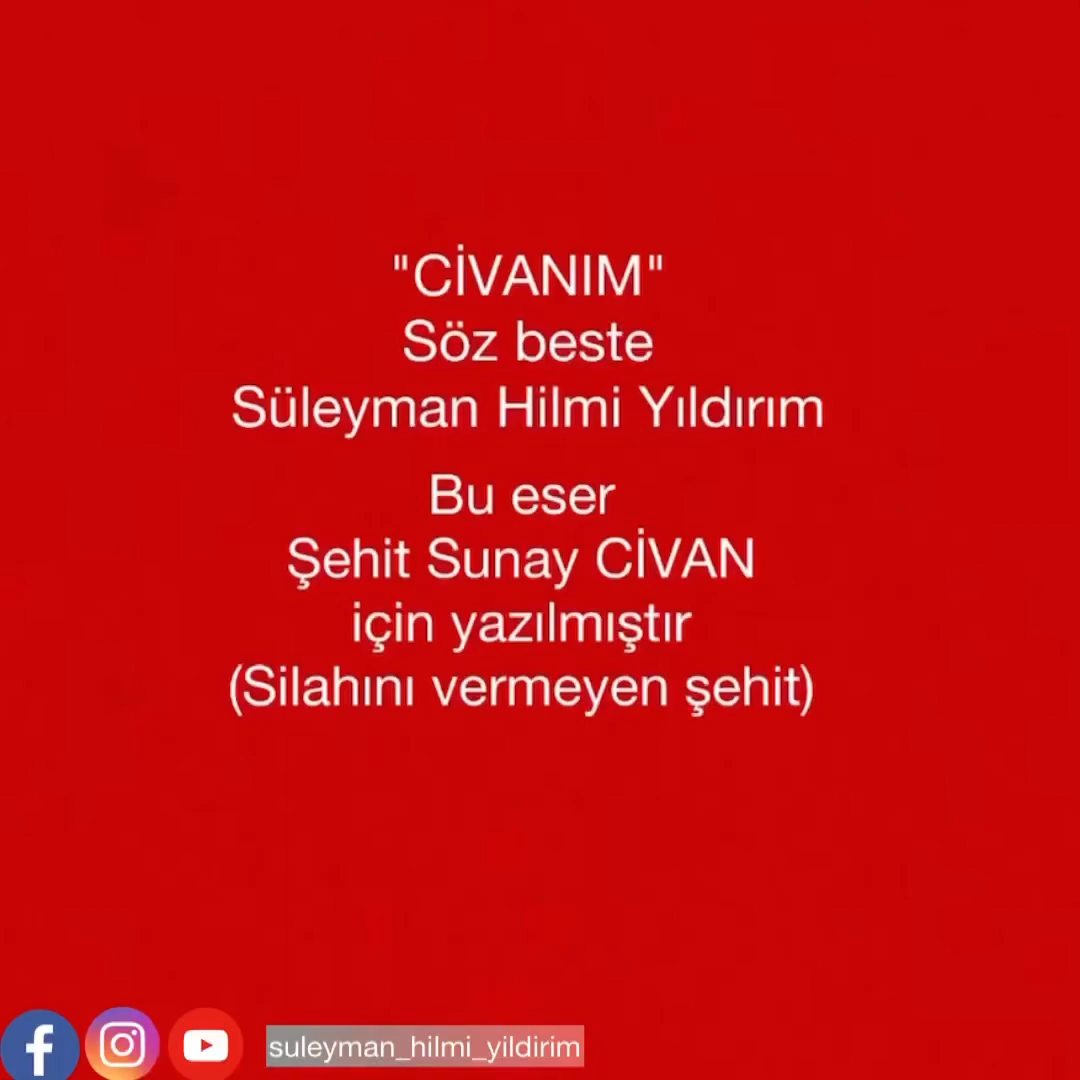 "CİVANIM"
Söz beste
Süleyman Hilmi Yıldırım
Bu eser
Şehit Sunay CİVAN
için yazılmıştır
(Silahını vermeyen şehit)
suleyman_hilmi_yildirim